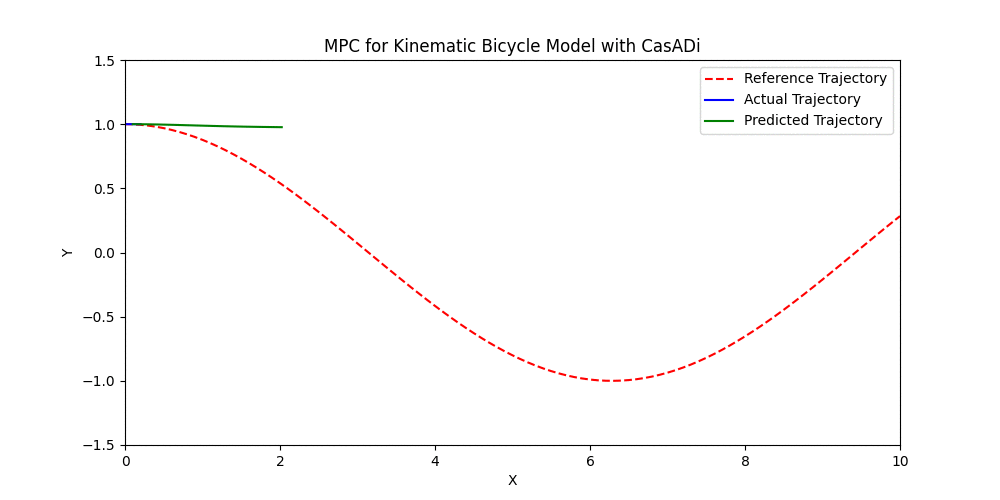 MPC for Kinematic Bicycle Model with CasADi
Reference Trajectory
Actual Trajectory
Predicted Trajectory
1.5
1.0
0.5
0.0
−0.5
−1.0
−1.5
Y
0 2 4 6 8 10
X